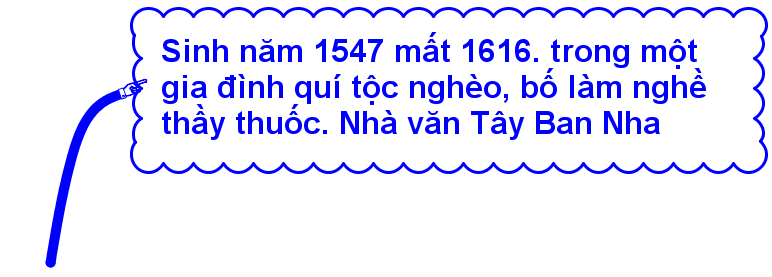 Sinh năm 1547 mất 1616. trong một
gia đình quí tộc nghèo, bố làm nghề
thầy thuốc. Nhà văn Tây Ban Nha